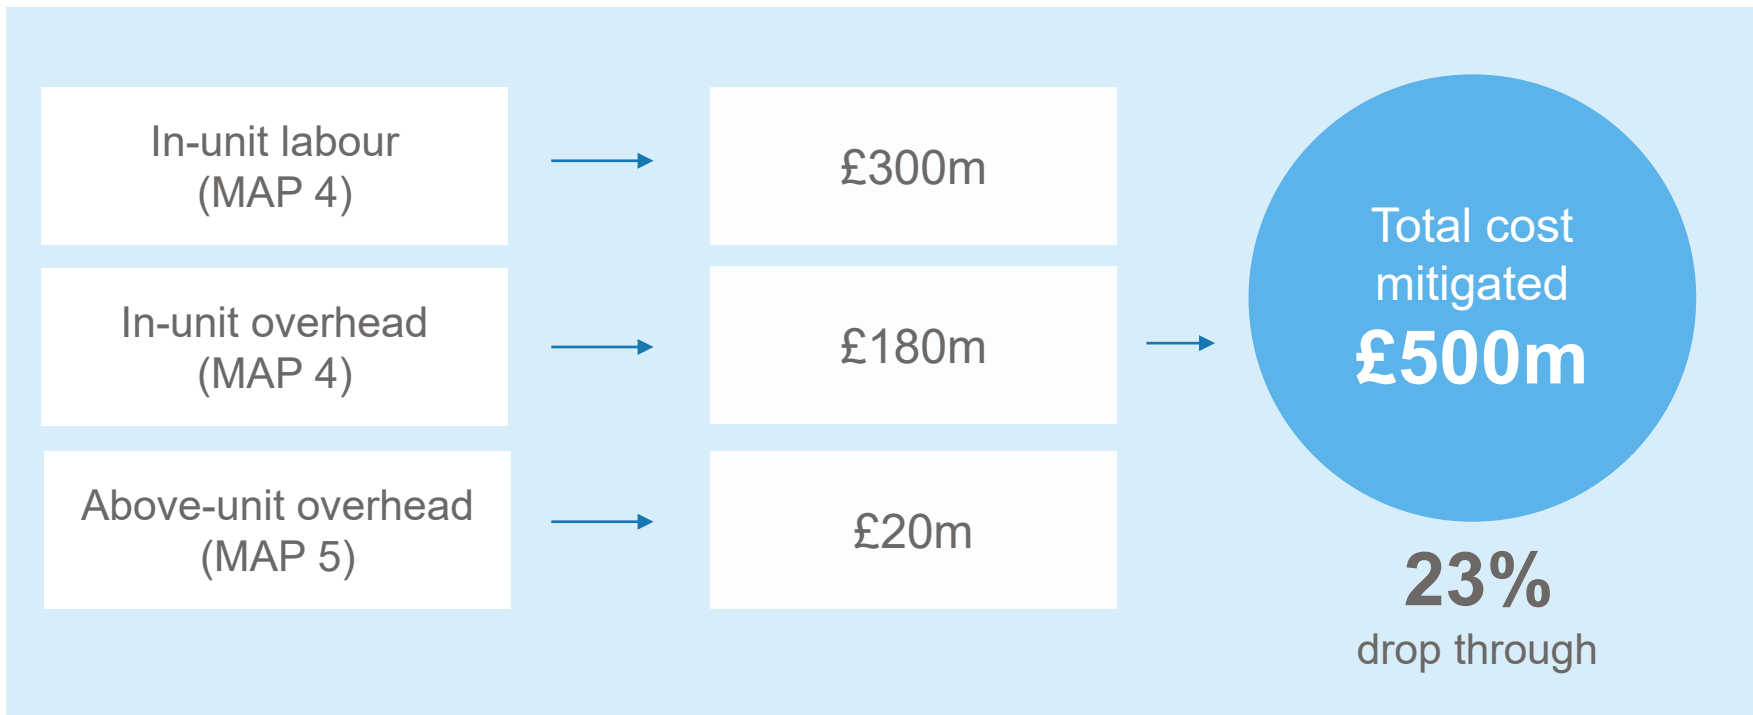 In-unit labour
(MAP 4)
£300m
In-unit overhead
(MAP 4)
£180m
Above-unit overhead
(MAP 5)
£20m
Total cost
mitigated
£500m
23%
drop through